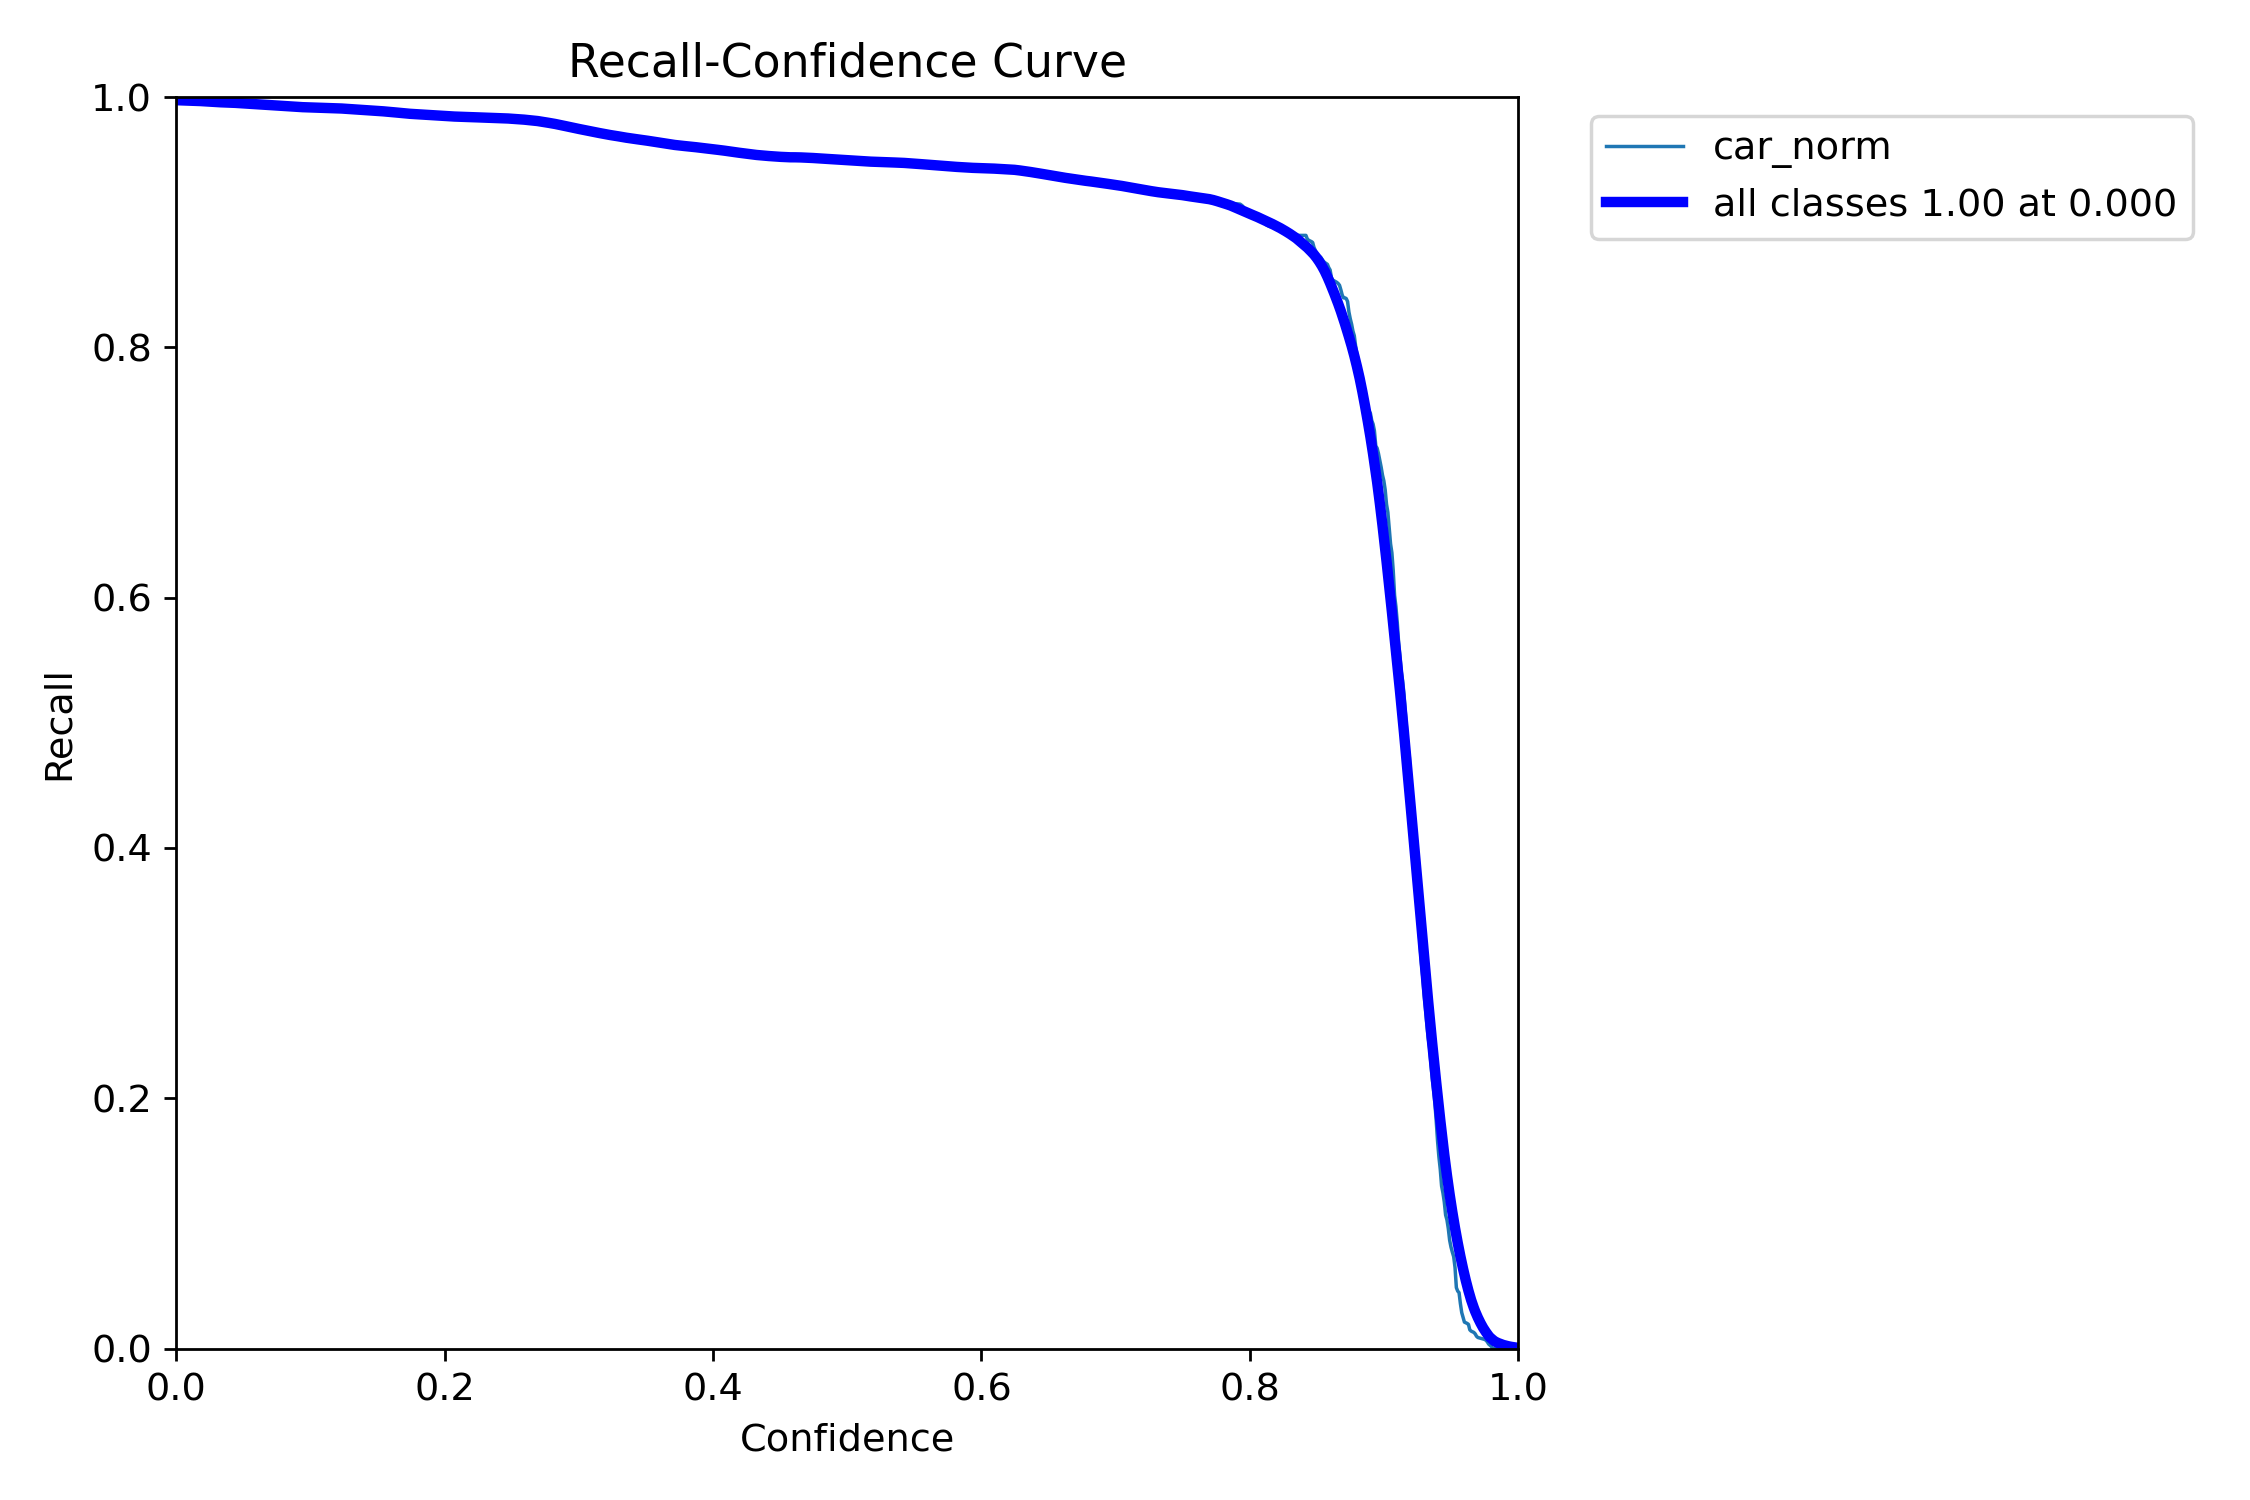 Recall-Confidence Curve
1.0
0.8
0.6
0.4
0.2
0.0
Recall
0.0 0.2 0.4 0.6 0.8 1.0
Confidence
car_norm
all classes 1.00 at 0.000